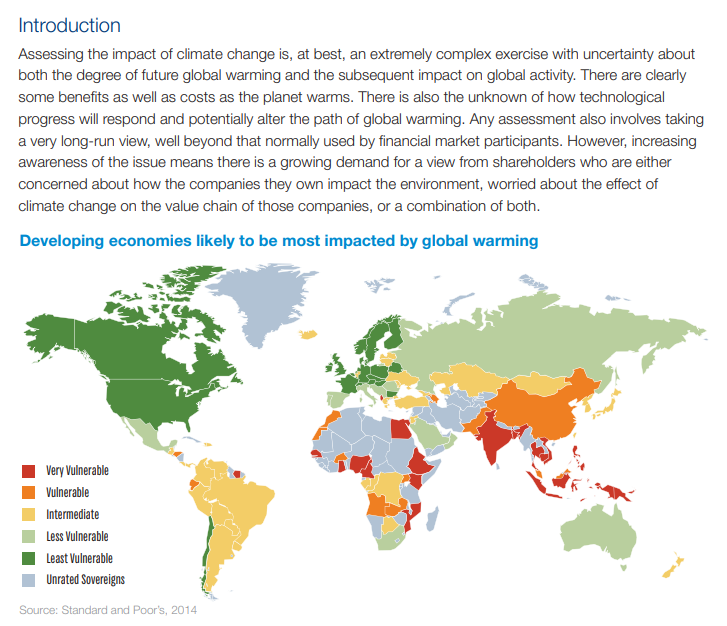 Introduction
Assessing the impact of climate change is, at best, an extremely complex exercise with uncertainty about
both the degree of future global warming and the subsequent impact on global activity. There are clearly
some benefits as well as costs as the planet warms. There is also the unknown of how technological
progress will respond and potentially alter the path of global warming. Any assessment also involves taking
a very long-run view, well beyond that normally used by financial market participants. However, increasing
awareness of the issue means there is a growing demand for a view from shareholders who are either
concerned about how the companies they own impact the environment, worried about the effect of
climate change on the value chain of those companies, or a combination of both.
Developing economies likely to be most impacted by global warming
Very Vulnerable
Vulnerable
Intermediate
Less Vulnerable
Least Vulnerable
Unrated Sovereigns
Source: Standard and Poor's, 2014